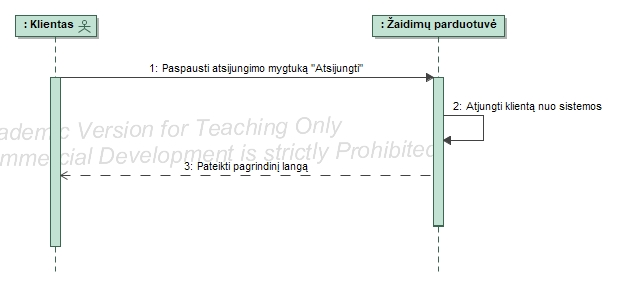 : Klientas
: Žaidimų parduotuvė
1: Paspausti atsijungimo mygtuką "Atsijungti"
2: Atjungti klientą nuo sistemos
ademic Version for Teaching Only
mmercial Development is strictly Prohibited
3: Pateikti pagrindinį langą